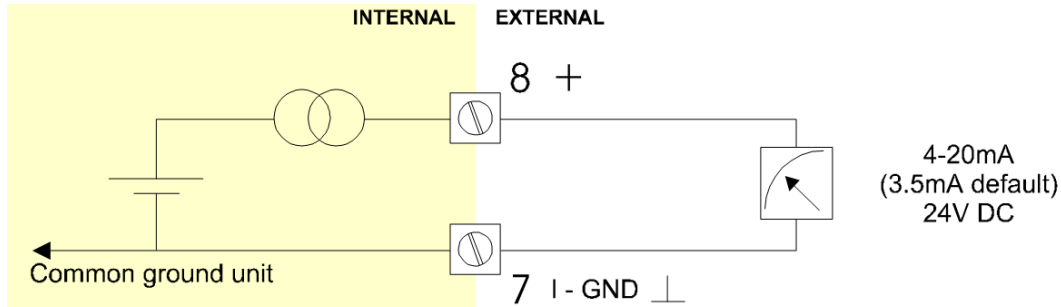 INTERNAL EXTERNAL
8 +
4-20mA
(3.5mA default)
24V DC
Common ground unit
7 I - GND